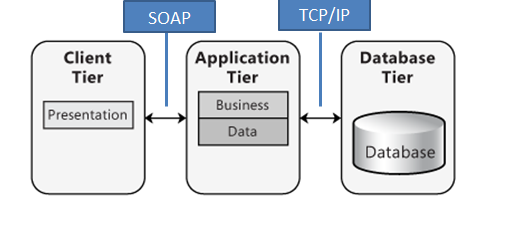 SOAP
TCP/IP
Client
Tier
Presentation
Application
Tier
Business
Data
Database
Tier
Database